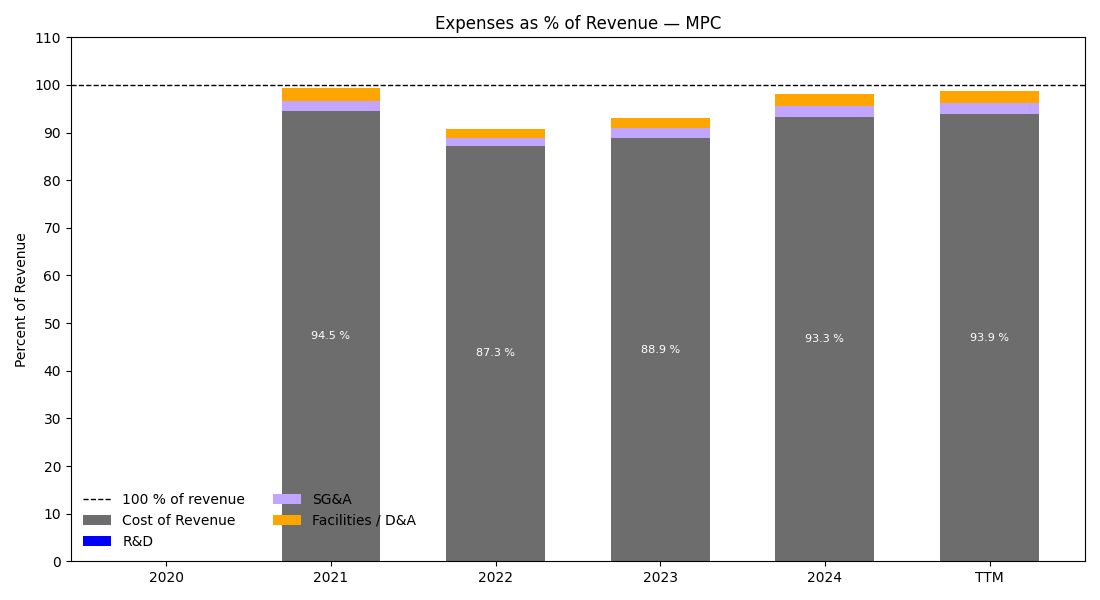 Expenses as % of Revenue — MPC
Percent of Revenue
110
100
90
80
70
60
50
40
30
20
10
0
94.5 %
87.3 %
88.9 %
93.3 %
93.9 %
100 % of revenue
Cost of Revenue
R&D
SG&A
Facilities / D&A
2020
2021
2022
2023
2024
TTM